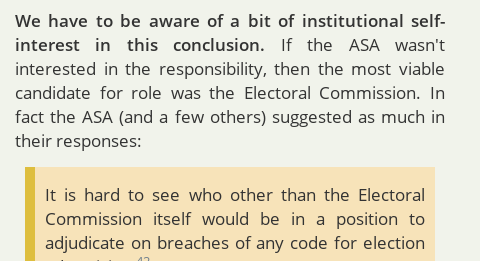 We have to be aware of a bit of institutional self-
interest in this conclusion. If the ASA wasn't
interested in the responsibility, then the most viable
candidate for role was the Electoral Commission. In
fact the ASA (and a few others) suggested as much in
their responses:
It is hard to see who other than the Electoral
Commission itself would be in a position to
adjudicate on breaches of any code for election